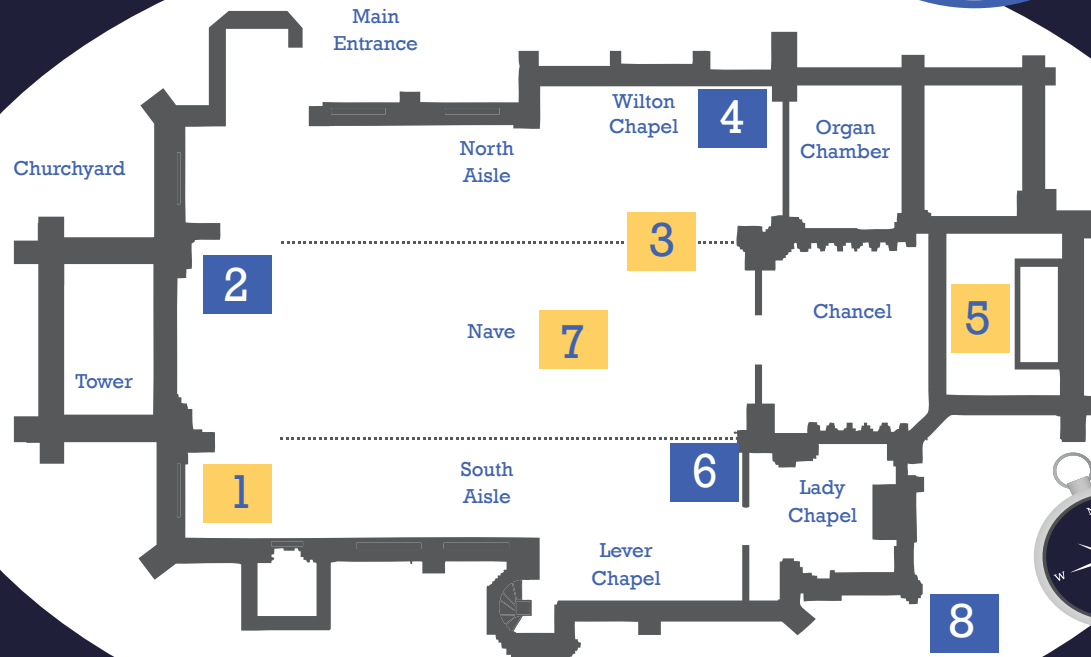 Main
Entrance
Wilton
Chapel
4
Organ
Chamber
North
Aisle
Churchyard
3
2
Chancel
5
Nave
7
Tower
South
Aisle
6
1
Lady
Chapel
Lever
Chapel
W
8